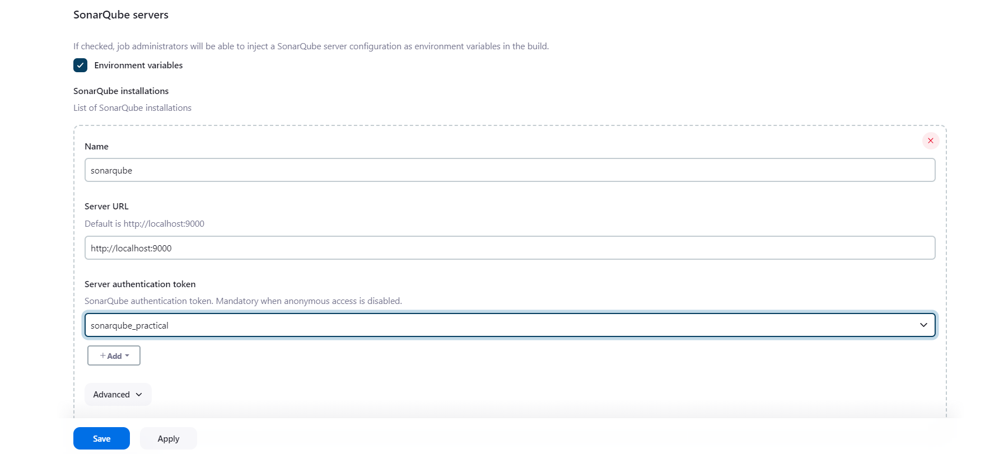 SonarQube servers
If checked, job administrators will be able to inject a SonarQube server configuration as environment variables in the build.
Environment variables
SonarQube installations
List of SonarQube installations
Name
sonarqube
Server URL
Default is http://localhost:9000
http://localhost:9000
Server authentication token
SonarQube authentication token. Mandatory when anonymous access is disabled.
sonarqube_practical
+ Add
Advanced
Save Apply